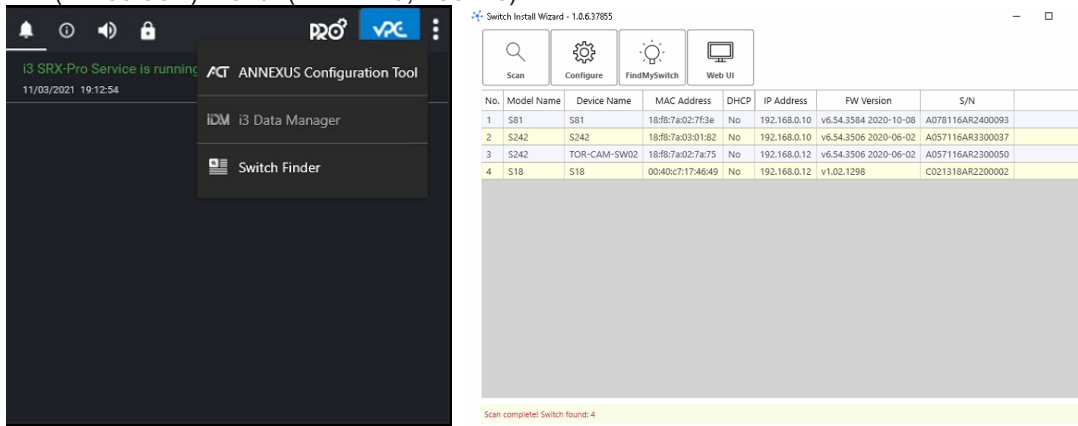 PRO
VPC
i3 SRX-Pro Service is running
11/03/2021 19:12:54
ACT ANNEXUS Configuration Tool
iDM i3 Data Manager
Switch Finder
Switch Install Wizard - 1.0.6.37855
Scan Configure FindMySwitch Web UI
No. Model Name Device Name MAC Address DHCP IP Address FW Version S/N
1 S81 S81 18:f8:7a:02:7f:3e No 192.168.0.10 v6.54.3584 2020-10-08 A078116AR2400093
2 S242 S242 18:f8:7a:03:01:82 No 192.168.0.10 v6.54.3506 2020-06-02 A057116AR3300037
3 S242 TOR-CAM-SW02 18:f8:7a:02:7a:75 No 192.168.0.12 v6.54.3506 2020-06-02 A057116AR2300050
4 S18 S18 00:40:c7:17:46:49 No 192.168.0.12 v1.02.1298 C021318AR2200002
Scan complete! Switch found: 4